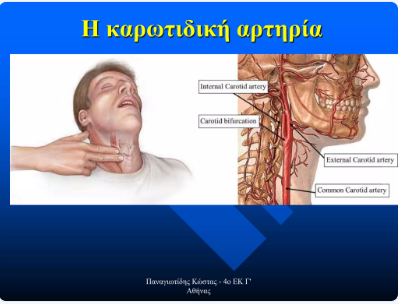 Η καρωτιδική αρτηρία
Internal Carotid artery
Carotid bifurcation
External Carotid artery
Common Carotid artery
Παναγιωτίδης Κώστας - 4ο ΕΚ Γ'
Αθήνας